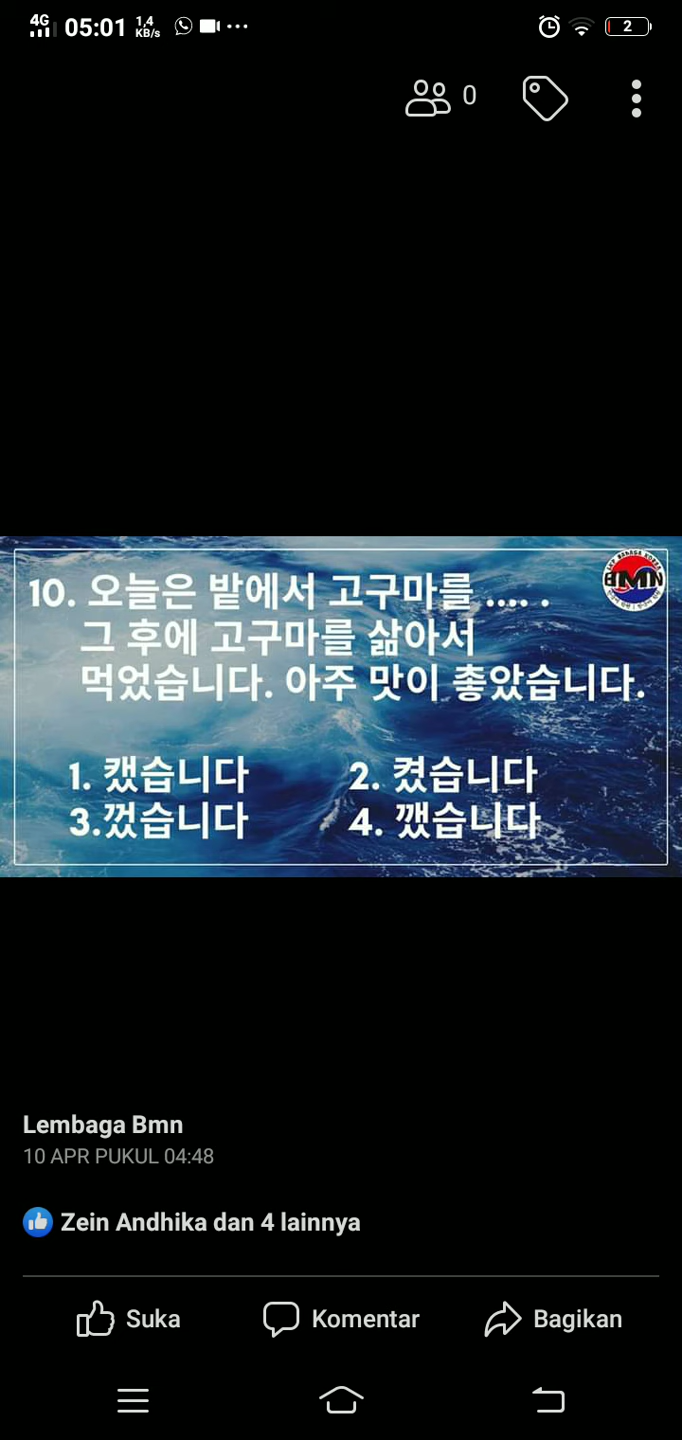 4G 05:01 1,4 KB/s ... 2
0
BMN
10. 오늘은 밭에서 고구마를 .... .
그 후에 고구마를 삶아서
먹었습니다. 아주 맛이 좋았습니다.
1. 캤습니다 2. 켰습니다
3.껐습니다 4. 깼습니다
Lembaga Bmn
10 APR PUKUL 04:48
Zein Andhika dan 4 lainnya
Suka Komentar Bagikan